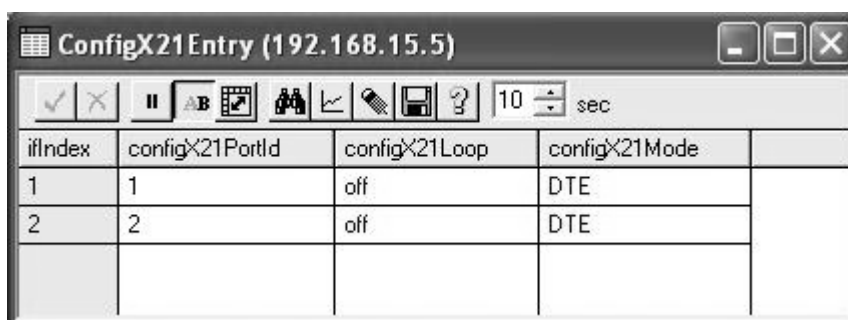 ConfigX21Entry (192.168.15.5)
AB 10 sec
ifIndex configX21PortId configX21Loop configX21Mode
1 1 off DTE
2 2 off DTE